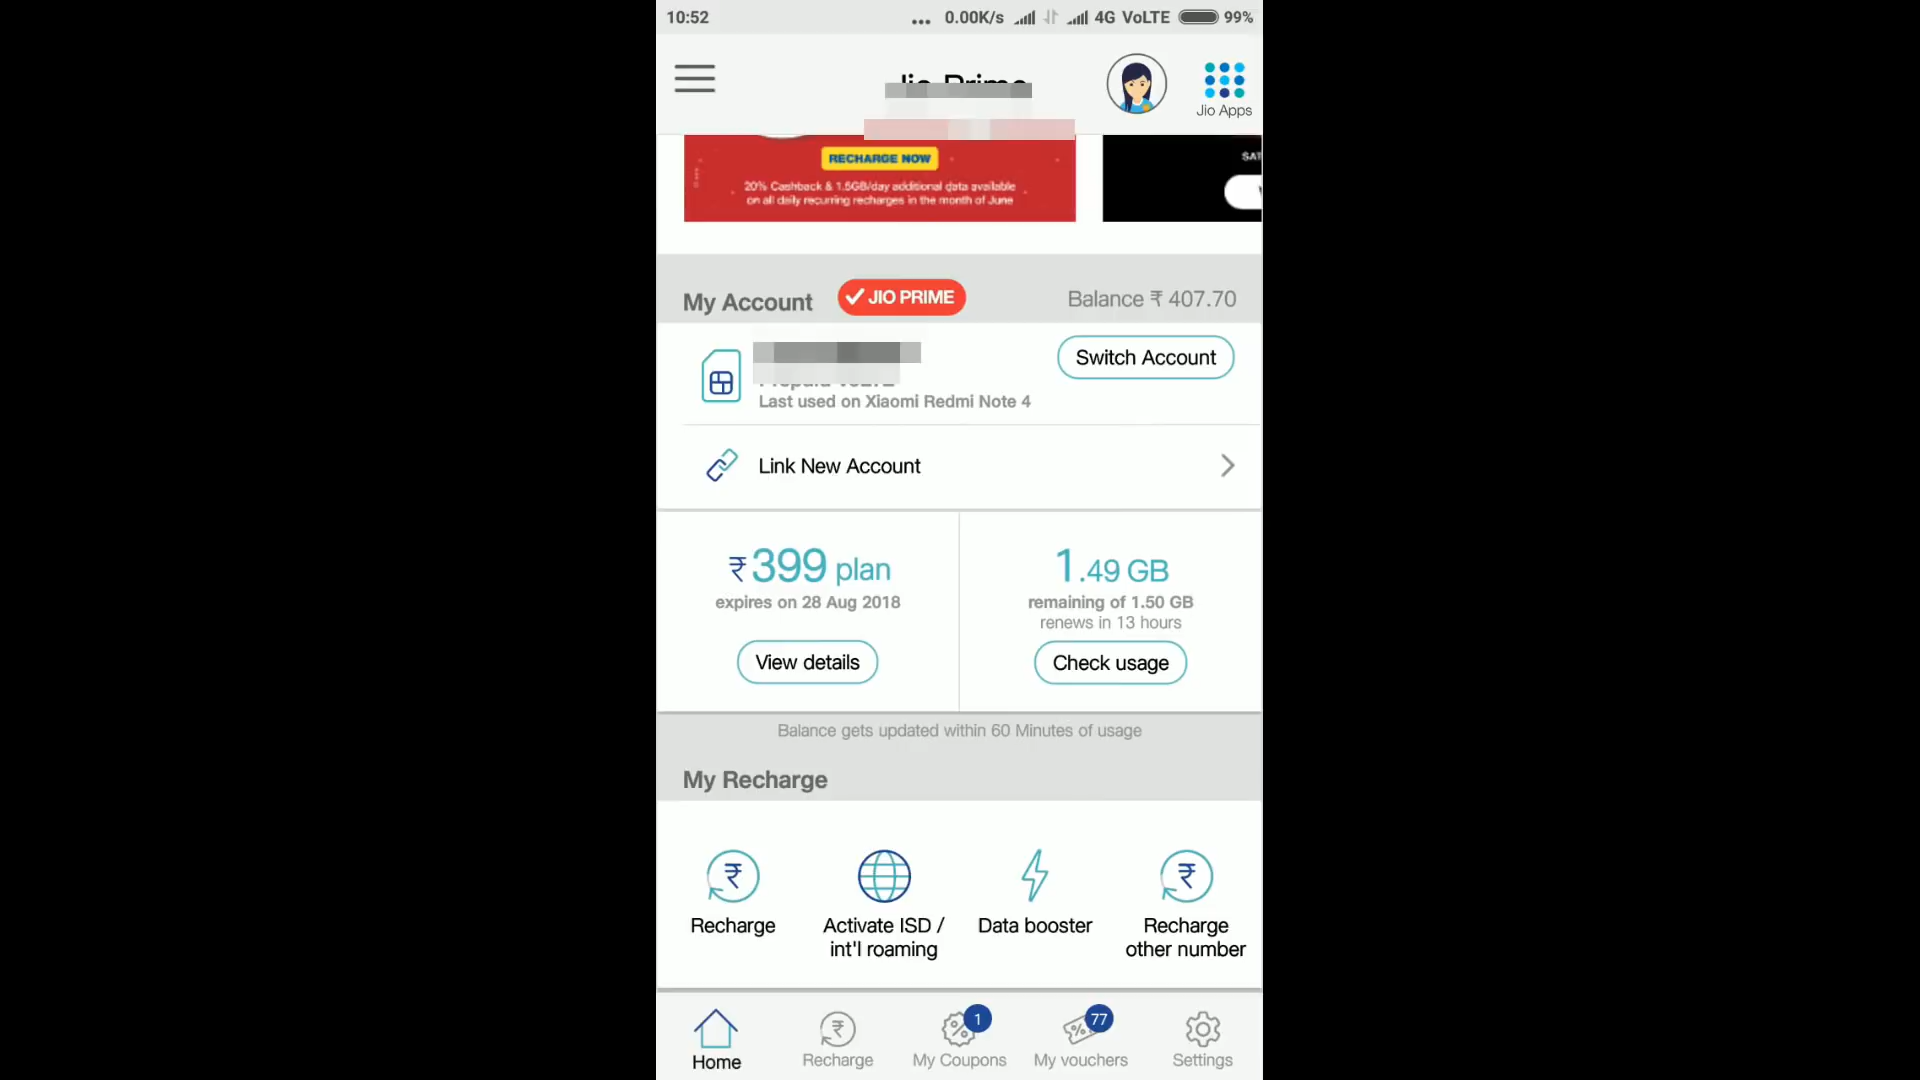 10:52
... 0.00K/s 4G VoLTE 99%
Jio Prime
Jio Apps
RECHARGE NOW
20% Cashback & 1.5GB/day additional data available
on all daily recurring recharges in the month of June
SAT
My Account
JIO PRIME
Balance ₹ 407.70
Switch Account
Last used on Xiaomi Redmi Note 4
Link New Account
₹ 399 plan
expires on 28 Aug 2018
View details
1.49 GB
remaining of 1.50 GB
renews in 13 hours
Check usage
Balance gets updated within 60 Minutes of usage
My Recharge
Recharge
Activate ISD /
int'l roaming
Data booster
Recharge
other number
Home
Recharge
1
My Coupons
77
My vouchers
Settings